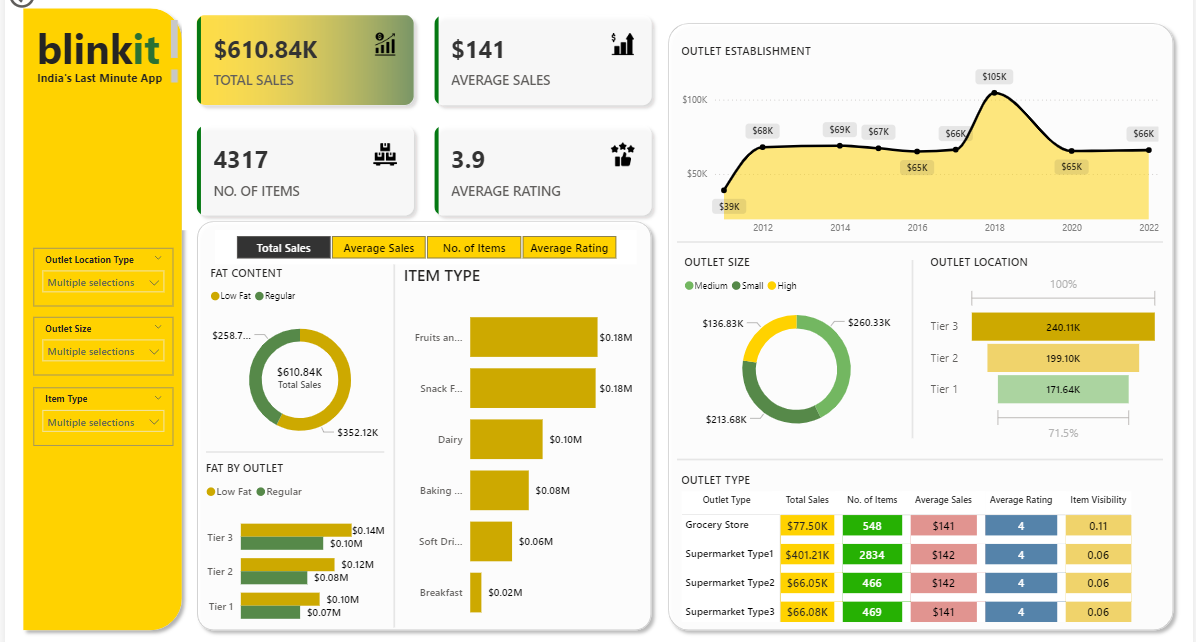 blinkit
India's Last Minute App
Outlet Location Type
Multiple selections
Outlet Size
Multiple selections
Item Type
Multiple selections
$610.84K
TOTAL SALES
$141
AVERAGE SALES
4317
NO. OF ITEMS
3.9
AVERAGE RATING
Total Sales
Average Sales
No. of Items
Average Rating
FAT CONTENT
Low Fat Regular
$258.7...
$610.84K
Total Sales
$352.12K
FAT BY OUTLET
Low Fat Regular
Tier 3 $0.14M
$0.10M
Tier 2 $0.12M
$0.08M
Tier 1 $0.10M
$0.07M
ITEM TYPE
Fruits an... $0.18M
Snack F... $0.18M
Dairy $0.10M
Baking ... $0.08M
Soft Dri... $0.06M
Breakfast $0.02M
OUTLET ESTABLISHMENT
$100K
$50K
$39K
$68K
$69K
$67K
$65K
$66K
$105K
$65K
$66K
2012 2014 2016 2018 2020 2022
OUTLET SIZE
Medium Small High
$136.83K
$260.33K
$213.68K
OUTLET LOCATION
100%
Tier 3 240.11K
Tier 2 199.10K
Tier 1 171.64K
71.5%
OUTLET TYPE
Outlet Type Total Sales No. of Items Average Sales Average Rating Item Visibility
Grocery Store $77.50K 548 $141 4 0.11
Supermarket Type1 $401.21K 2834 $142 4 0.06
Supermarket Type2 $66.05K 466 $142 4 0.06
Supermarket Type3 $66.08K 469 $141 4 0.06